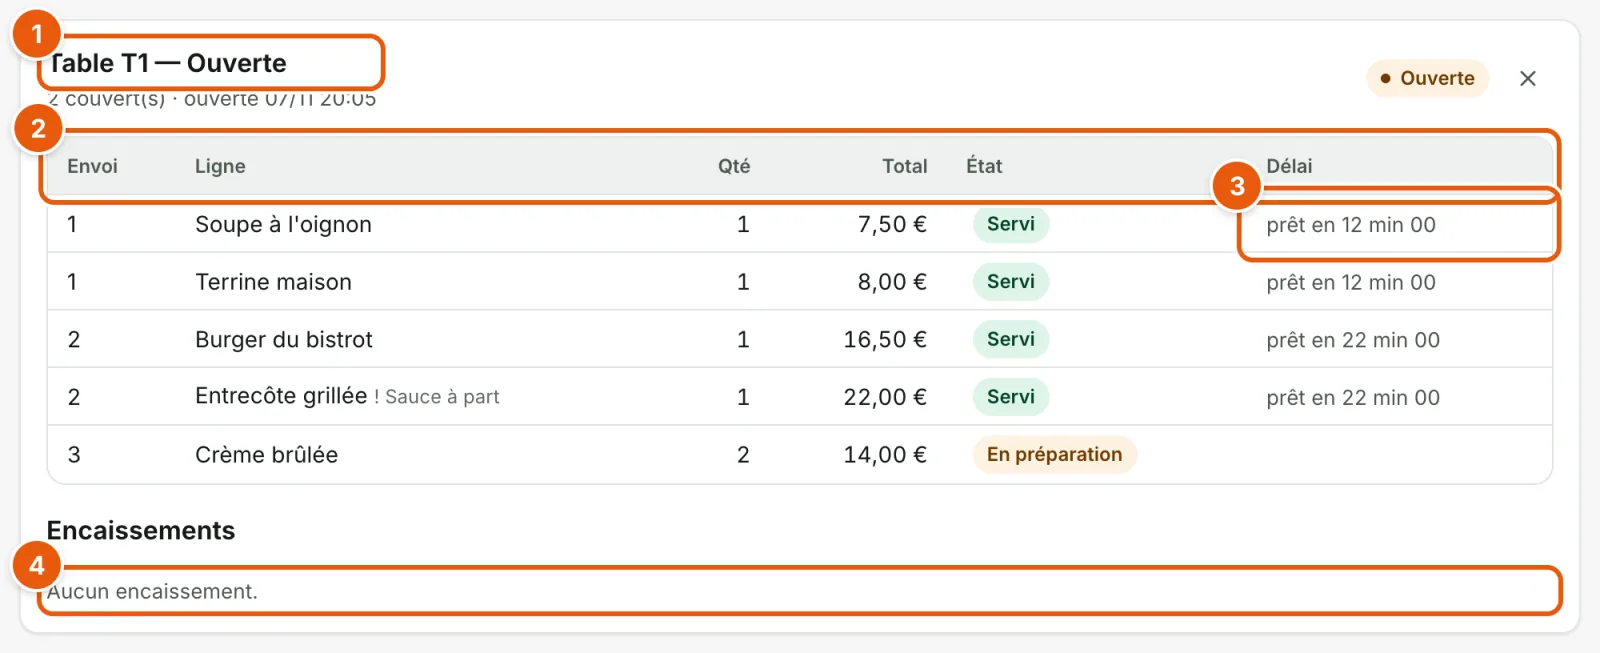 1
Table T1 — Ouverte
2 couvert(s) · ouverte 07/11 20:05
Ouverte ×
2
Envoi Ligne Qté Total État Délai
3
1 Soupe à l'oignon 1 7,50 € Servi prêt en 12 min 00
1 Terrine maison 1 8,00 € Servi prêt en 12 min 00
2 Burger du bistrot 1 16,50 € Servi prêt en 22 min 00
2 Entrecôte grillée ! Sauce à part 1 22,00 € Servi prêt en 22 min 00
3 Crème brûlée 2 14,00 € En préparation
Encaissements
4
Aucun encaissement.